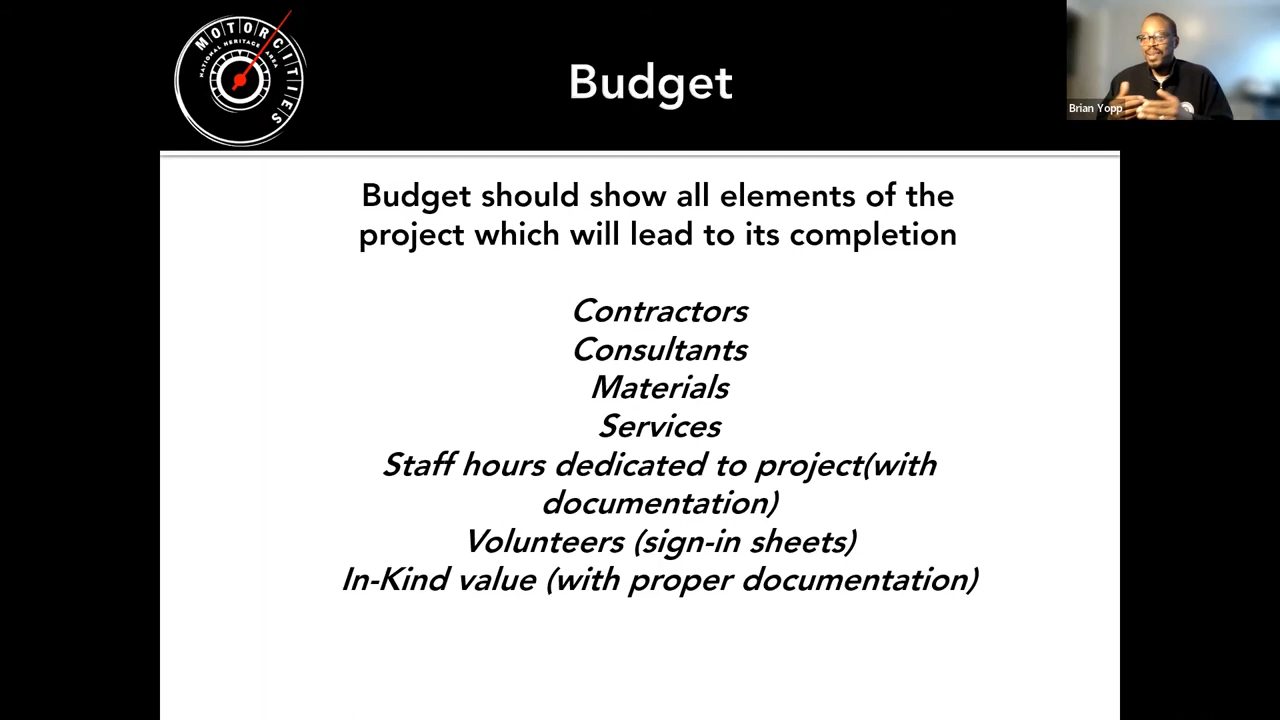 MOTORCITIES
NATIONAL HERITAGE AREA
Budget
Brian Yopp
Budget should show all elements of the
project which will lead to its completion
Contractors
Consultants
Materials
Services
Staff hours dedicated to project(with
documentation)
Volunteers (sign-in sheets)
In-Kind value (with proper documentation)